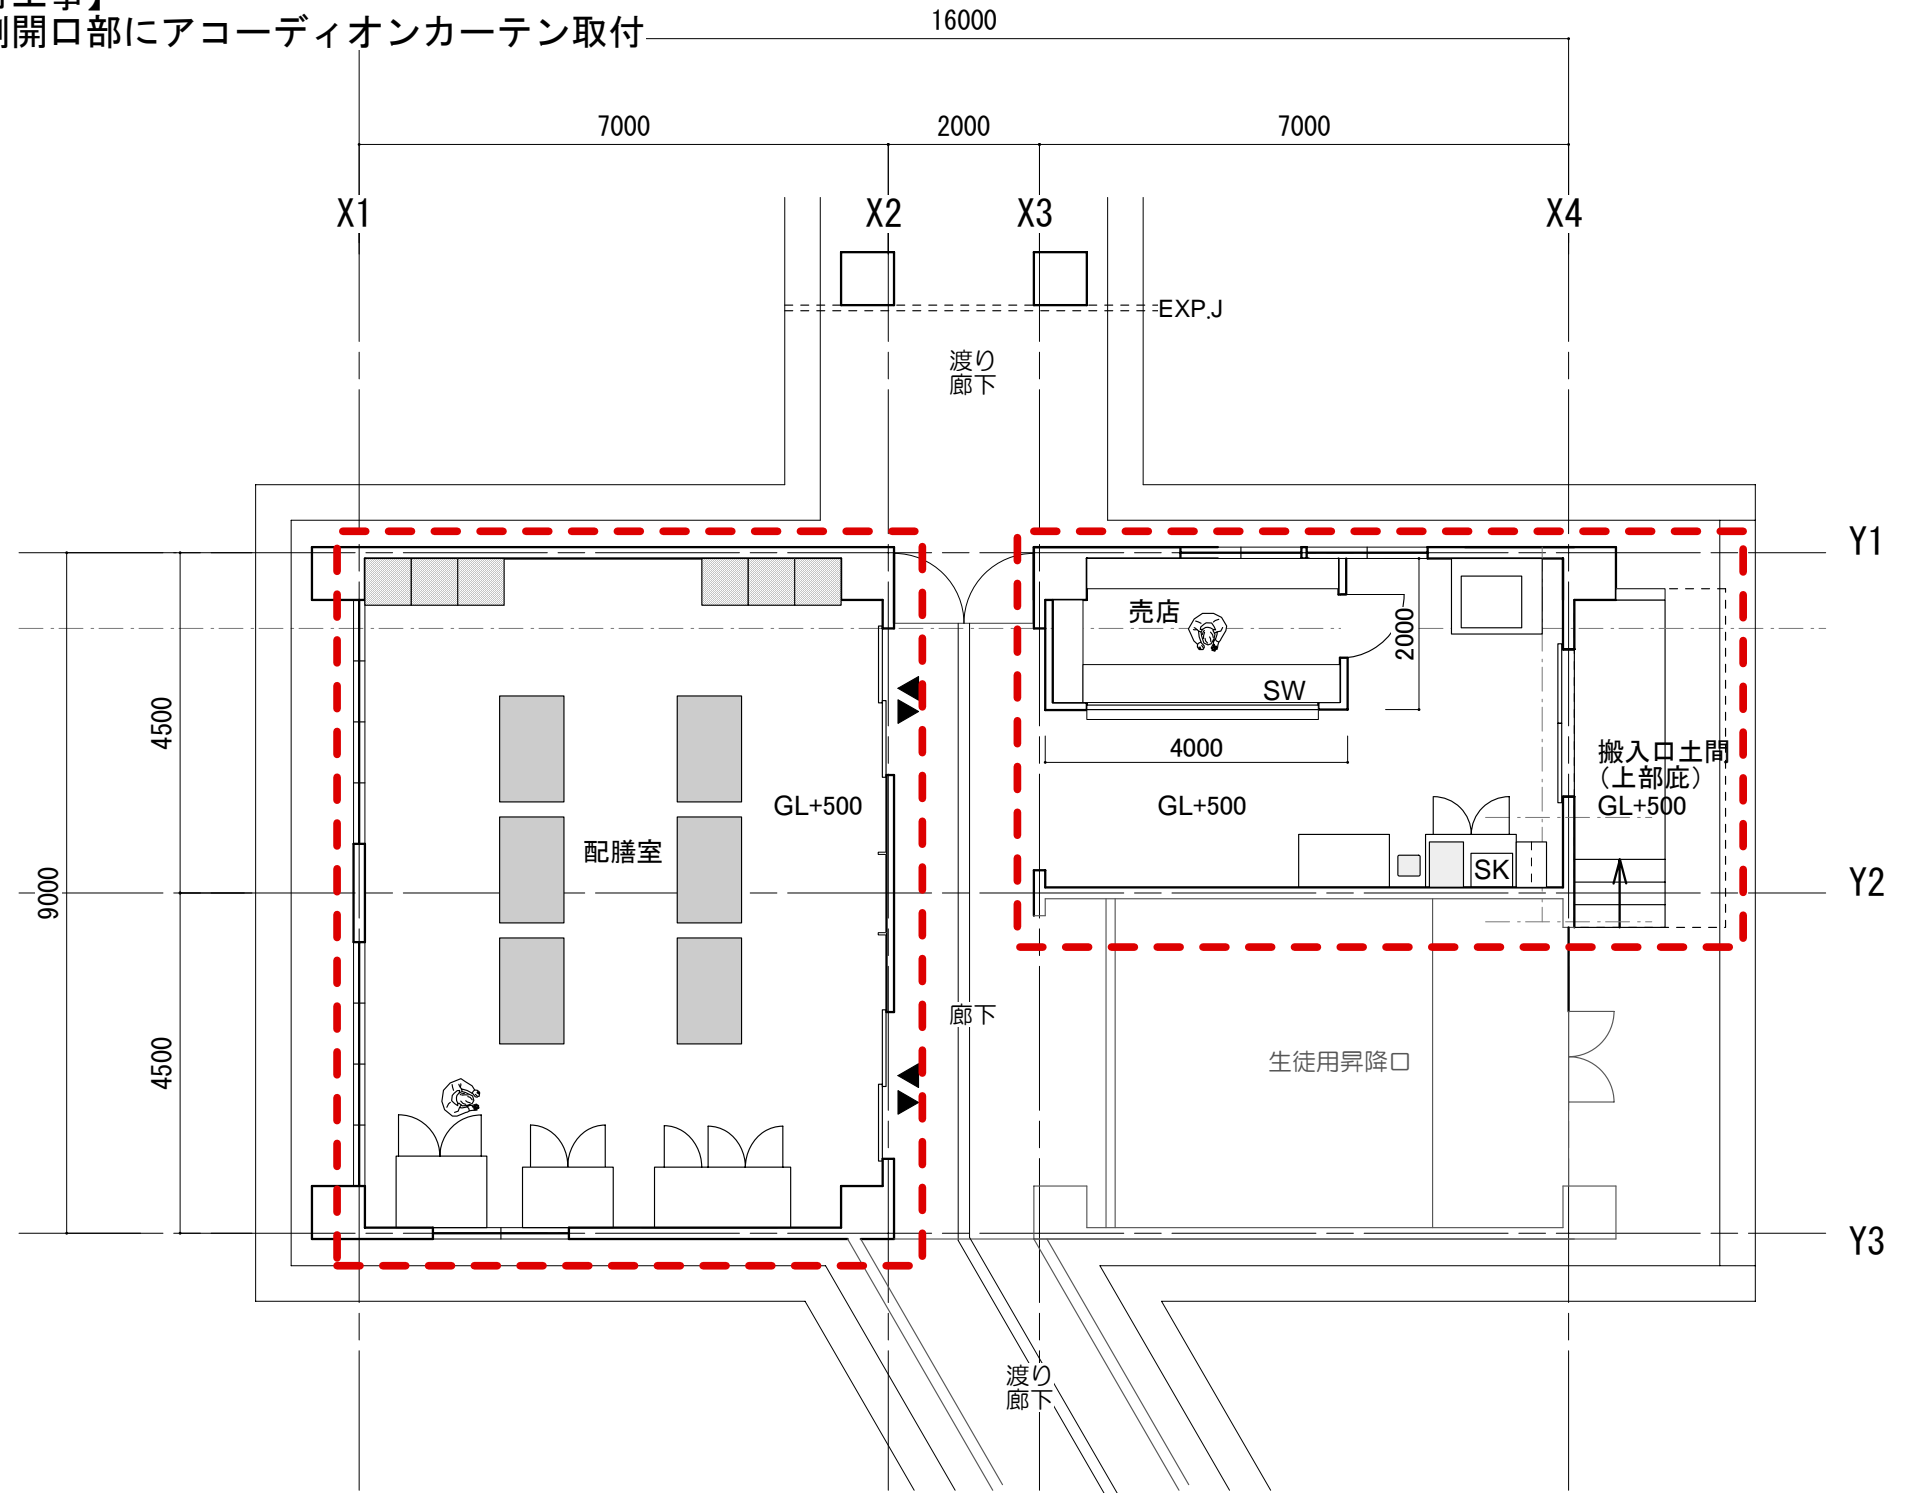 側開口部にアコーディオンカーテン取付
16000
7000
2000
7000
X1
X2
X3
X4
EXP.J
渡り
廊下
Y1
売店
2000
SW
4500
4000
搬入口土間
(上部庇)
GL+500
GL+500
GL+500
配膳室
SK
Y2
9000
廊下
4500
生徒用昇降口
Y3
渡り
廊下